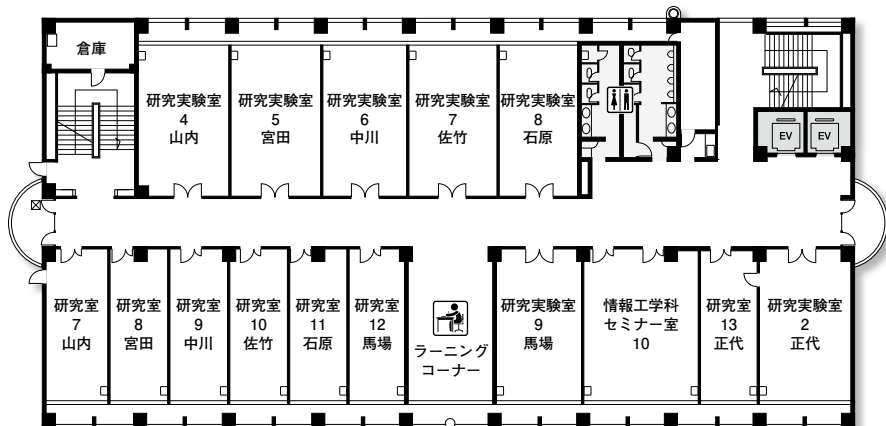 倉庫
研究実験室
4
山内
研究実験室
5
宮田
研究実験室
6
中川
研究実験室
7
佐竹
研究実験室
8
石原
EV
EV
研究室
7
山内
研究室
8
宮田
研究室
9
中川
研究室
10
佐竹
研究室
11
石原
研究室
12
馬場
ラーニング
コーナー
研究実験室
9
馬場
情報工学科
セミナー室
10
研究室
13
正代
研究実験室
2
正代